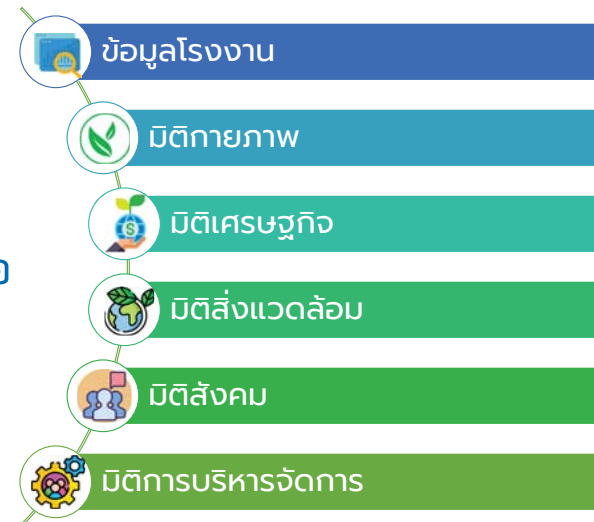 ข้อมูลโรงงาน
มิติกายภาพ
มิติเศรษฐกิจ
มิติสิ่งแวดล้อม
มิติสังคม
มิติการบริหารจัดการ